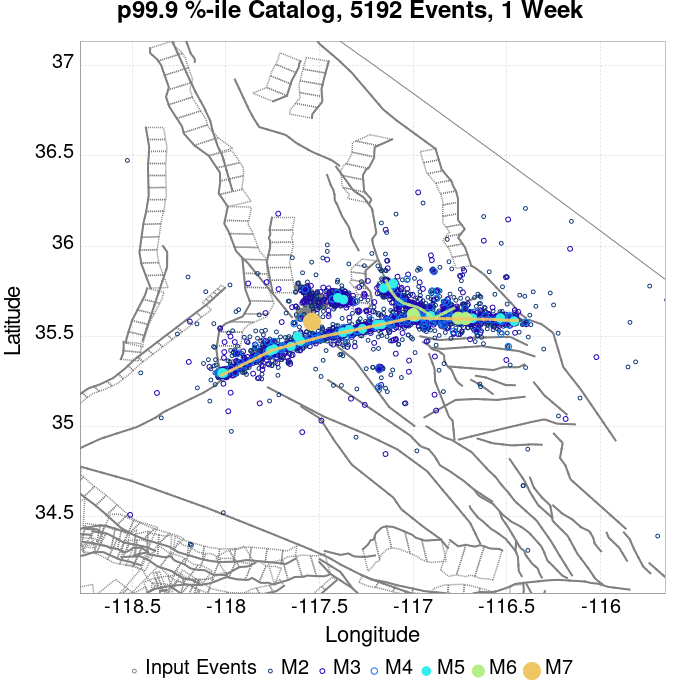 p99.9 %-ile Catalog, 5192 Events, 1 Week
37
36.5
36
35.5
35
34.5
Latitude
-118.5 -118 -117.5 -117 -116.5 -116
Longitude
Input Events M2 M3 M4 M5 M6 M7